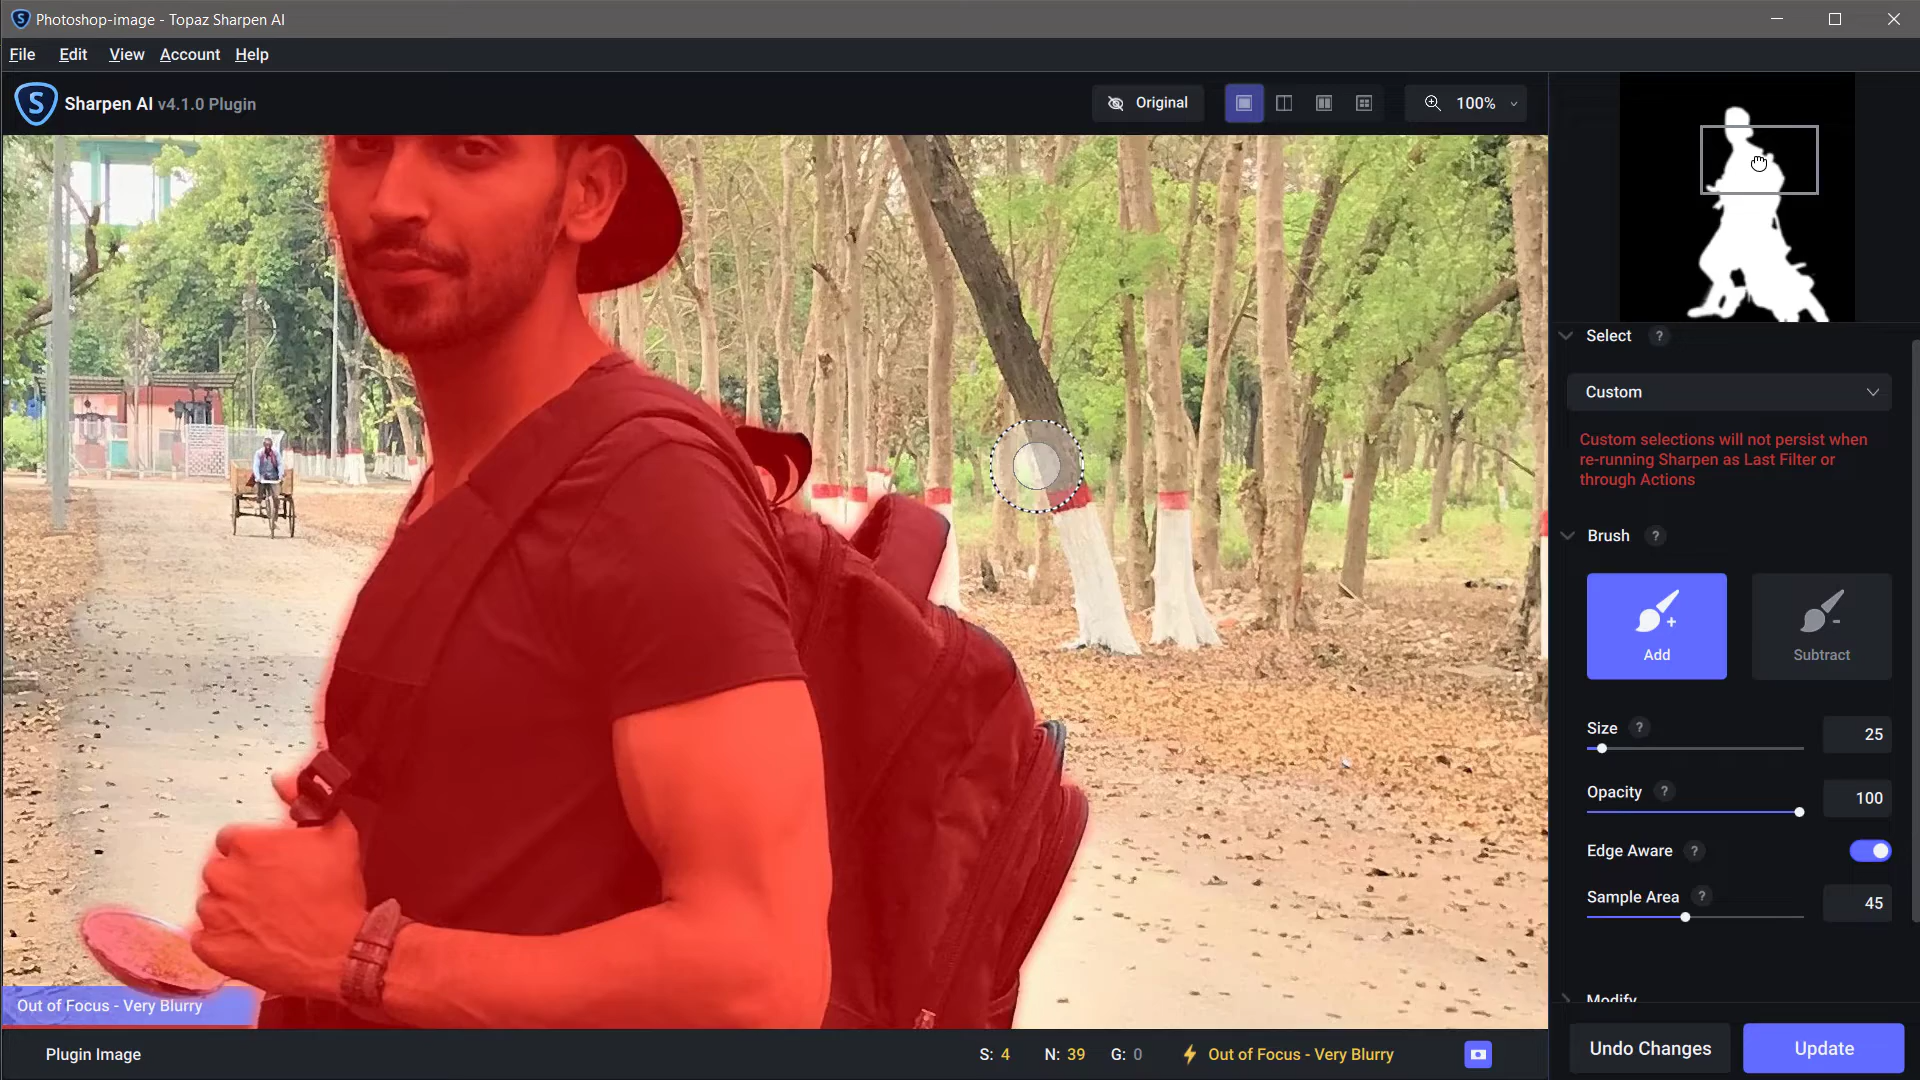 Photoshop-image - Topaz Sharpen AI
File Edit View Account Help
S Sharpen AI v4.1.0 Plugin
Original
100%
Select ?
Custom
Custom selections will not persist when
re-running Sharpen as Last Filter or
through Actions
Brush ?
Add
Subtract
Size ? 25
Opacity ? 100
Edge Aware ?
Sample Area ? 45
Modify
Out of Focus - Very Blurry
Plugin Image
S: 4 N: 39 G: 0 Out of Focus - Very Blurry
Undo Changes
Update